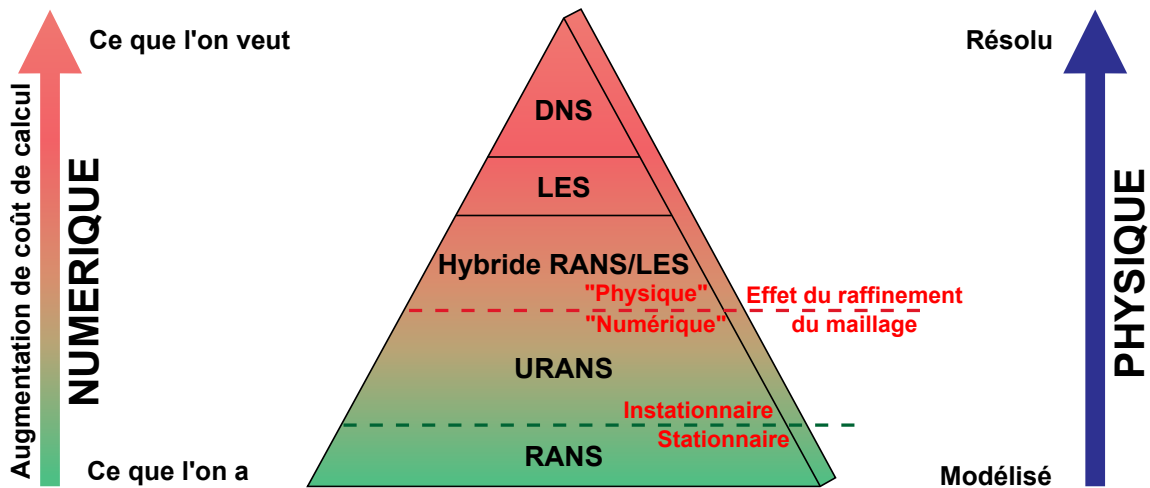 Ce que l'on veut
Résolu
Augmentation de coût de calcul
NUMERIQUE
DNS
LES
Hybride RANS/LES
"Physique"
Effet du raffinement
"Numérique"
du maillage
URANS
Instationnaire
Stationnaire
RANS
PHYSIQUE
Ce que l'on a
Modélisé